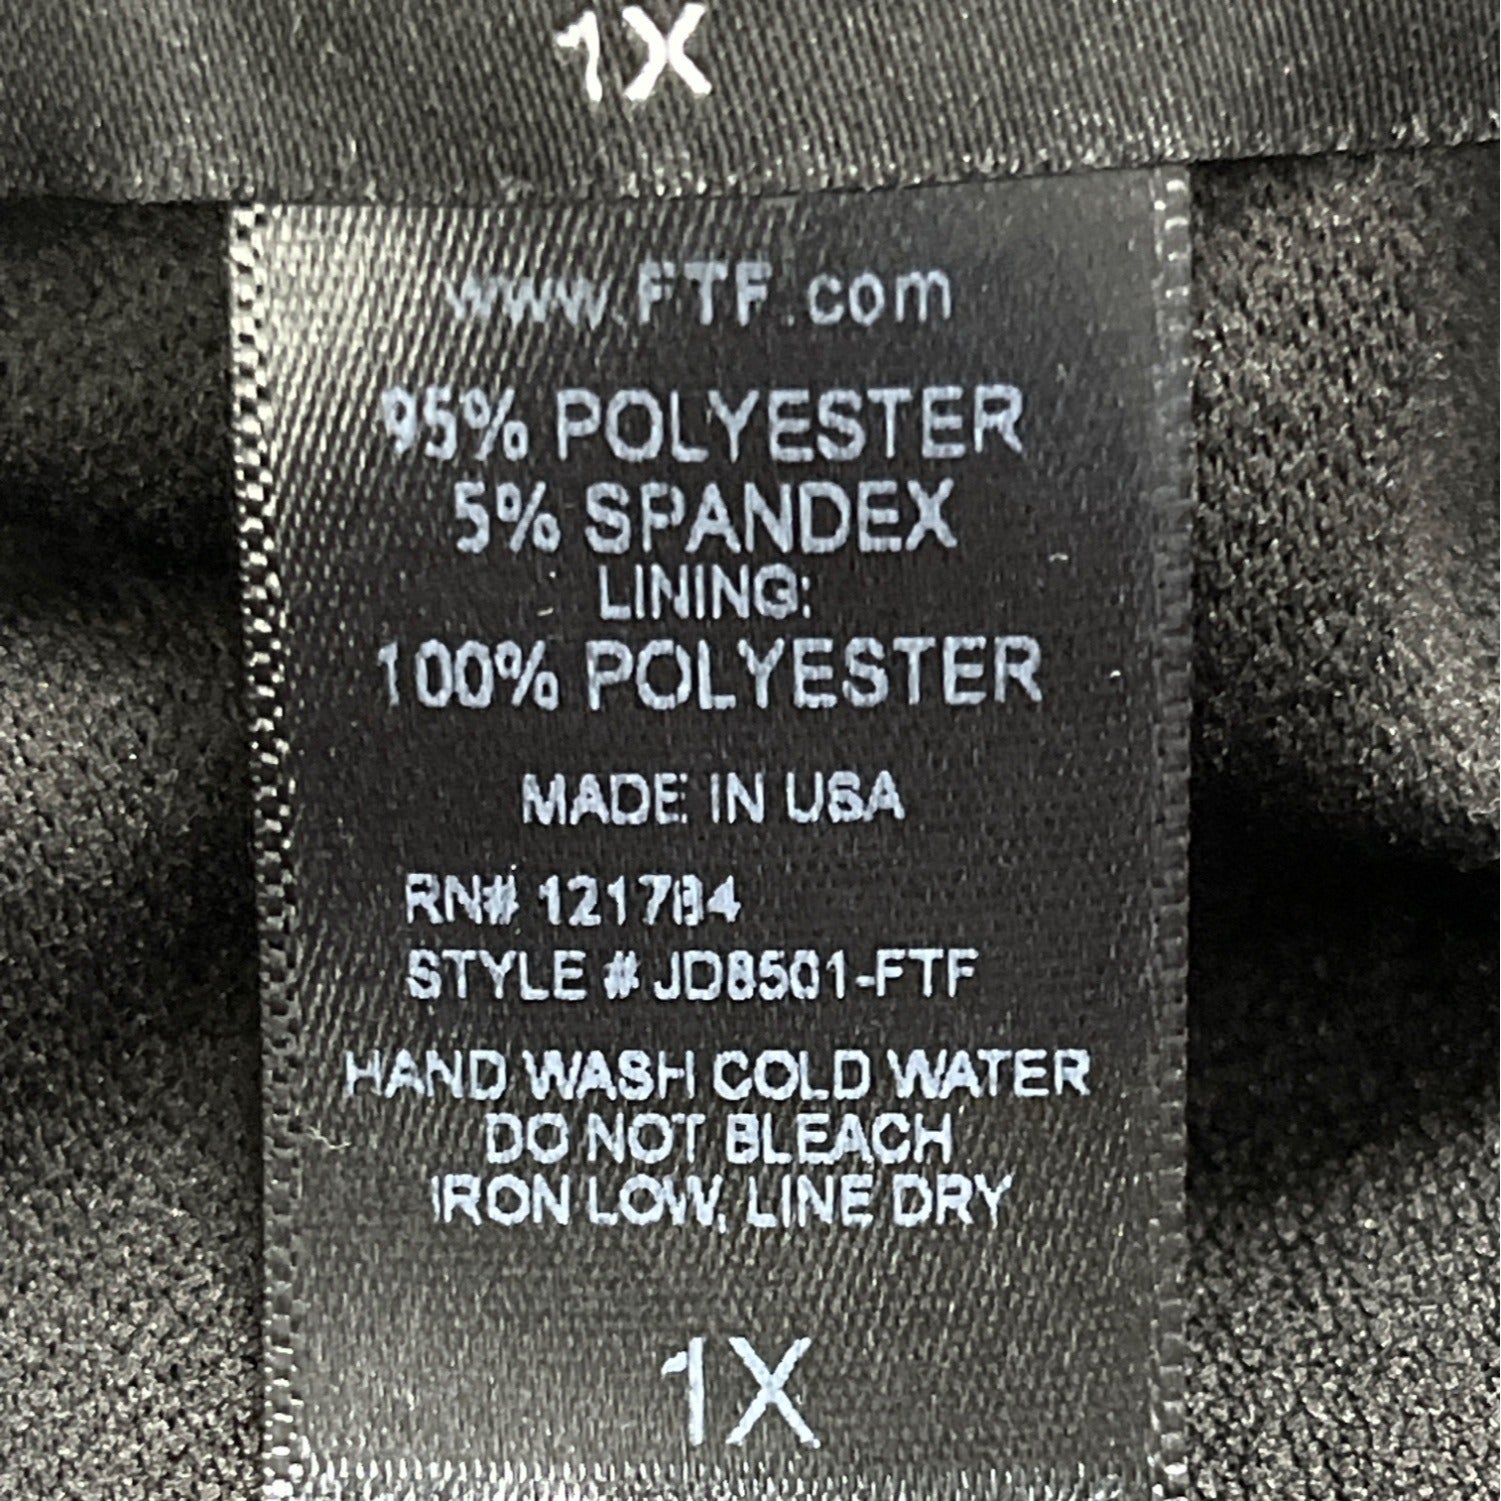 1X
www.FTF.com
95% POLYESTER
5% SPANDEX
LINING:
100% POLYESTER
MADE IN USA
RN# 121784
STYLE # JD8501-FTF
HAND WASH COLD WATER
DO NOT BLEACH
IRON LOW, LINE DRY
1X